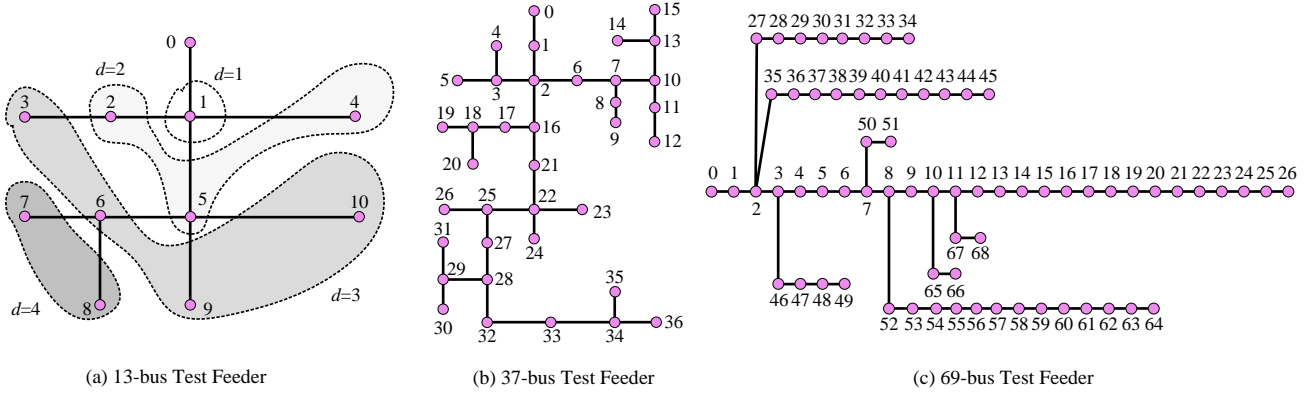 0 15 27 28 29 30 31 32 33 34
4 14 13
0 d=2 d=1 1
3 2 1 4 5 3 2 6 7 10 35 36 37 38 39 40 41 42 43 44 45
8 11
19 18 17 16 9 12 50 51
20 21 0 1 3 4 5 6 8 9 10 11 12 13 14 15 16 17 18 19 20 21 22 23 24 25 26
7 6 5 10 26 25 22 23 2 7
31 27 24 67 68
29 28 35 65 66
d=4 8 9 d=3 30 46 47 48 49
32 33 34 36 52 53 54 55 56 57 58 59 60 61 62 63 64
(a) 13-bus Test Feeder (b) 37-bus Test Feeder (c) 69-bus Test Feeder